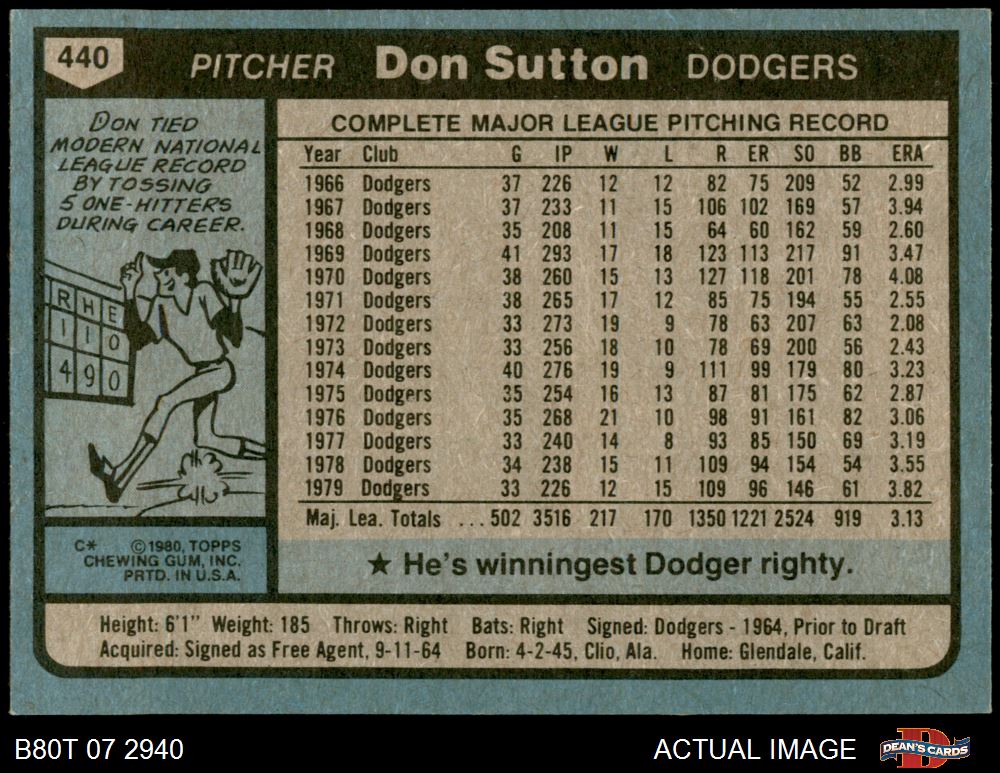 440 PITCHER Don Sutton DODGERS
DON TIED
MODERN NATIONAL
LEAGUE RECORD
BY TOSSING
5 ONE-HITTERS
DURING CAREER.
R H E
1 1 0
4 9 0
C* ©1980, TOPPS
CHEWING GUM, INC.
PRTD. IN U.S.A.
COMPLETE MAJOR LEAGUE PITCHING RECORD
Year Club G IP W L R ER SO BB ERA
1966 Dodgers 37 226 12 12 82 75 209 52 2.99
1967 Dodgers 37 233 11 15 106 102 169 57 3.94
1968 Dodgers 35 208 11 15 64 60 162 59 2.60
1969 Dodgers 41 293 17 18 123 113 217 91 3.47
1970 Dodgers 38 260 15 13 127 118 201 78 4.08
1971 Dodgers 38 265 17 12 85 75 194 55 2.55
1972 Dodgers 33 273 19 9 78 63 207 63 2.08
1973 Dodgers 33 256 18 10 78 69 200 56 2.43
1974 Dodgers 40 276 19 9 111 99 179 80 3.23
1975 Dodgers 35 254 16 13 87 81 175 62 2.87
1976 Dodgers 35 268 21 10 98 91 161 82 3.06
1977 Dodgers 33 240 14 8 93 85 150 69 3.19
1978 Dodgers 34 238 15 11 109 94 154 54 3.55
1979 Dodgers 33 226 12 15 109 96 146 61 3.82
Maj. Lea. Totals ...502 3516 217 170 1350 1221 2524 919 3.13
★ He's winningest Dodger righty.
Height: 6'1" Weight: 185 Throws: Right Bats: Right Signed: Dodgers - 1964, Prior to Draft
Acquired: Signed as Free Agent, 9-11-64 Born: 4-2-45, Clio, Ala. Home: Glendale, Calif.
B80T 07 2940 ACTUAL IMAGE DEAN'S CARDS